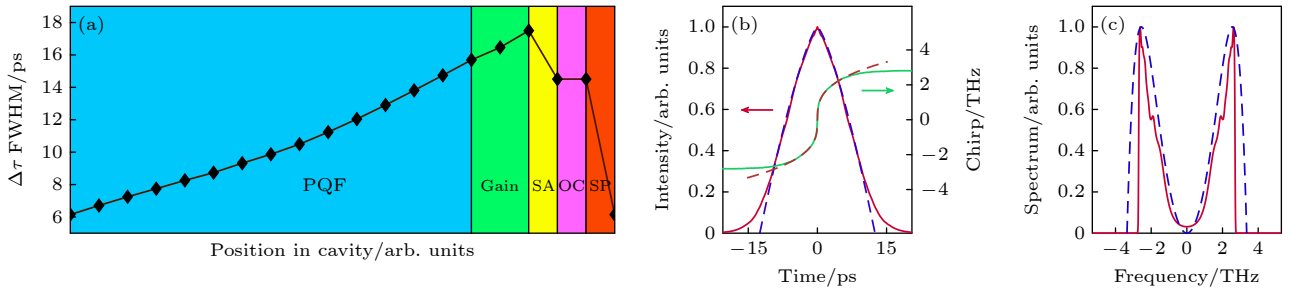 (a)
Δτ FWHM/ps
18
16
14
12
10
8
6
PQF
Gain
SA
OC
SP
Position in cavity/arb. units
(b)
Intensity/arb. units
1.0
0.8
0.6
0.4
0.2
0
−15
0
15
Time/ps
4
2
0
−2
−4
Chirp/THz
(c)
Spectrum/arb. units
1.0
0.8
0.6
0.4
0.2
0
−4
−2
0
2
4
Frequency/THz